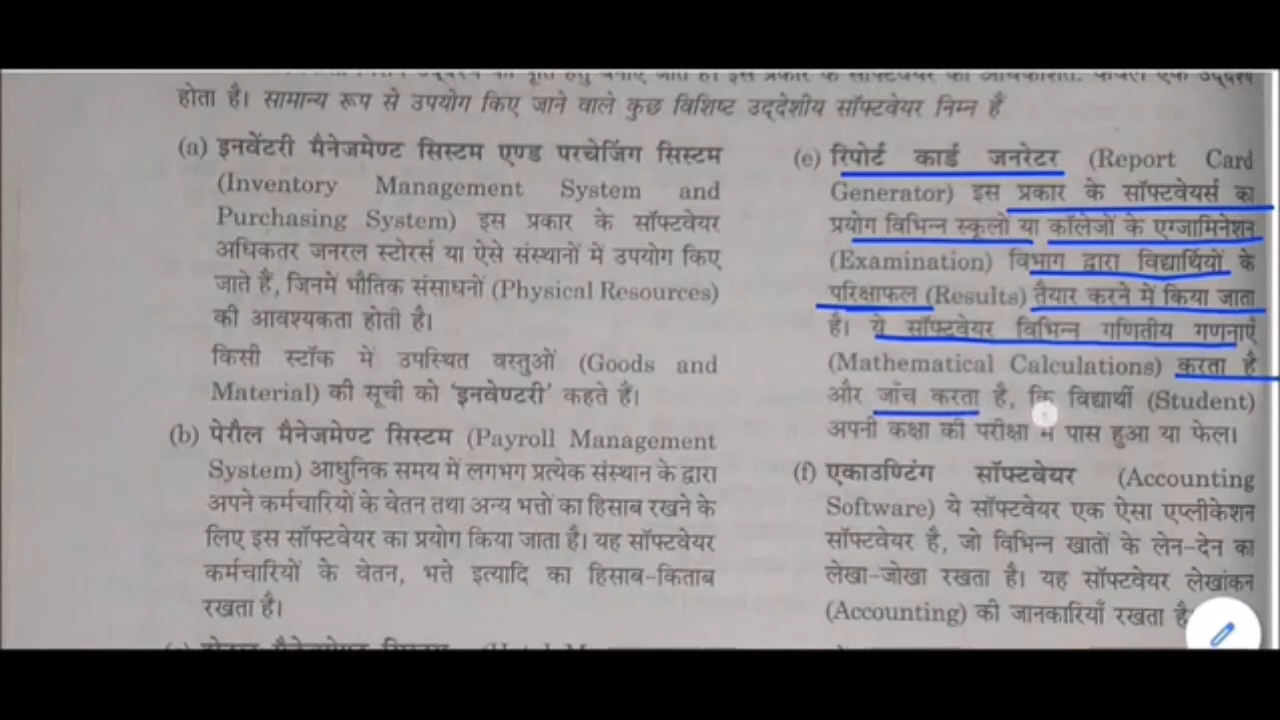 होता है। सामान्य रूप से उपयोग किए जाने वाले कुछ विशिष्ट उद्देशीय सॉफ्टवेयर निम्न हैं
(a) इनवेंटरी मैनेजमेण्ट सिस्टम एण्ड परचेजिंग सिस्टम
(Inventory Management System and
Purchasing System) इस प्रकार के सॉफ्टवेयर
अधिकतर जनरल स्टोरर्स या ऐसे संस्थानों में उपयोग किए
जाते हैं, जिनमें भौतिक संसाधनों (Physical Resources)
की आवश्यकता होती है।
किसी स्टॉक में उपस्थित वस्तुओं (Goods and
Material) की सूची को 'इनवेण्टरी' कहते हैं।
(b) पेरौल मैनेजमेण्ट सिस्टम (Payroll Management
System) आधुनिक समय में लगभग प्रत्येक संस्थान के द्वारा
अपने कर्मचारियों के वेतन तथा अन्य भत्तों का हिसाब रखने के
लिए इस सॉफ्टवेयर का प्रयोग किया जाता है। यह सॉफ्टवेयर
कर्मचारियों के वेतन, भत्ते इत्यादि का हिसाब-किताब
रखता है।
(e) रिपोर्ट कार्ड जनरेटर (Report Card
Generator) इस प्रकार के सॉफ्टवेयर्स का
प्रयोग विभिन्न स्कूलों या कॉलेजों के एग्जामिनेशन
(Examination) विभाग द्वारा विद्यार्थियों के
परिक्षाफल (Results) तैयार करने में किया जाता
है। ये सॉफ्टवेयर विभिन्न गणितीय गणनाएँ
(Mathematical Calculations) करता है
और जाँच करता है, कि विद्यार्थी (Student)
अपनी कक्षा की परीक्षा में पास हुआ या फेल।
(f) एकाउण्टिंग सॉफ्टवेयर (Accounting
Software) ये सॉफ्टवेयर एक ऐसा एप्लीकेशन
सॉफ्टवेयर है, जो विभिन्न खातों के लेन-देन का
लेखा-जोखा रखता है। यह सॉफ्टवेयर लेखांकन
(Accounting) की जानकारियाँ रखता है